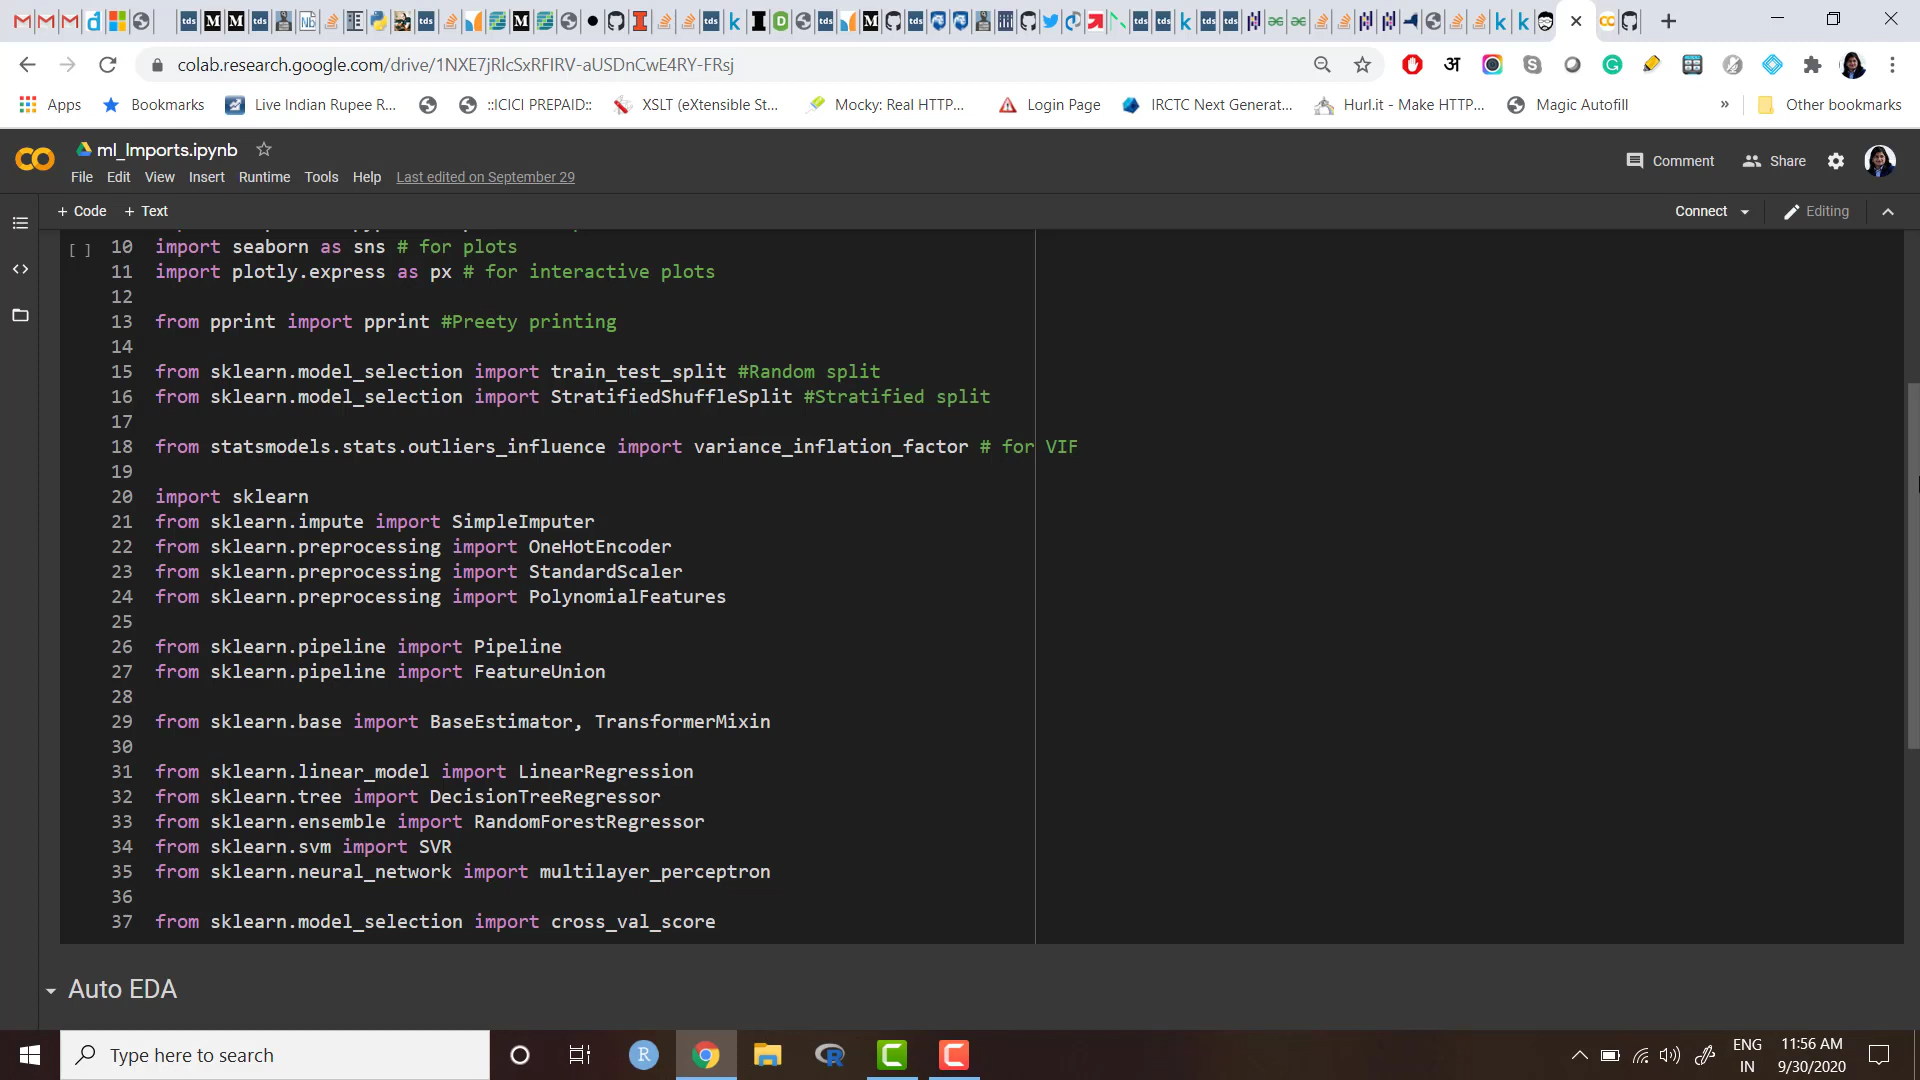 colab.research.google.com/drive/1NXE7jRlcSxRFIRV-aUSDnCwE4RY-FRsj
Apps
Bookmarks
Live Indian Rupee R...
::ICICI PREPAID::
XSLT (eXtensible St...
Mocky: Real HTTP...
Login Page
IRCTC Next Generat...
Hurl.it - Make HTTP...
Magic Autofill
»
Other bookmarks
ml_Imports.ipynb
Comment
Share
File Edit View Insert Runtime Tools Help Last edited on September 29
+ Code + Text
Connect
Editing
[ ]
10 import seaborn as sns # for plots
11 import plotly.express as px # for interactive plots
12
13 from pprint import pprint #Preety printing
14
15 from sklearn.model_selection import train_test_split #Random split
16 from sklearn.model_selection import StratifiedShuffleSplit #Stratified split
17
18 from statsmodels.stats.outliers_influence import variance_inflation_factor # for VIF
19
20 import sklearn
21 from sklearn.impute import SimpleImputer
22 from sklearn.preprocessing import OneHotEncoder
23 from sklearn.preprocessing import StandardScaler
24 from sklearn.preprocessing import PolynomialFeatures
25
26 from sklearn.pipeline import Pipeline
27 from sklearn.pipeline import FeatureUnion
28
29 from sklearn.base import BaseEstimator, TransformerMixin
30
31 from sklearn.linear_model import LinearRegression
32 from sklearn.tree import DecisionTreeRegressor
33 from sklearn.ensemble import RandomForestRegressor
34 from sklearn.svm import SVR
35 from sklearn.neural_network import multilayer_perceptron
36
37 from sklearn.model_selection import cross_val_score
Auto EDA
Type here to search
ENG
IN
11:56 AM
9/30/2020